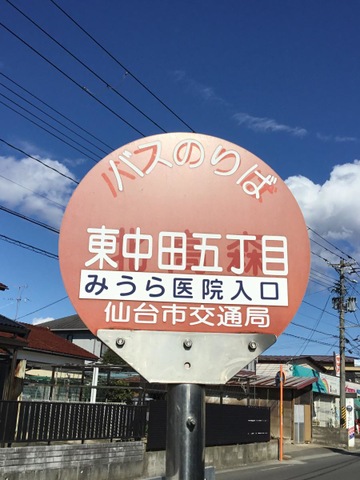 バスのりば
東中田五丁目
みうら医院入口
仙台市交通局